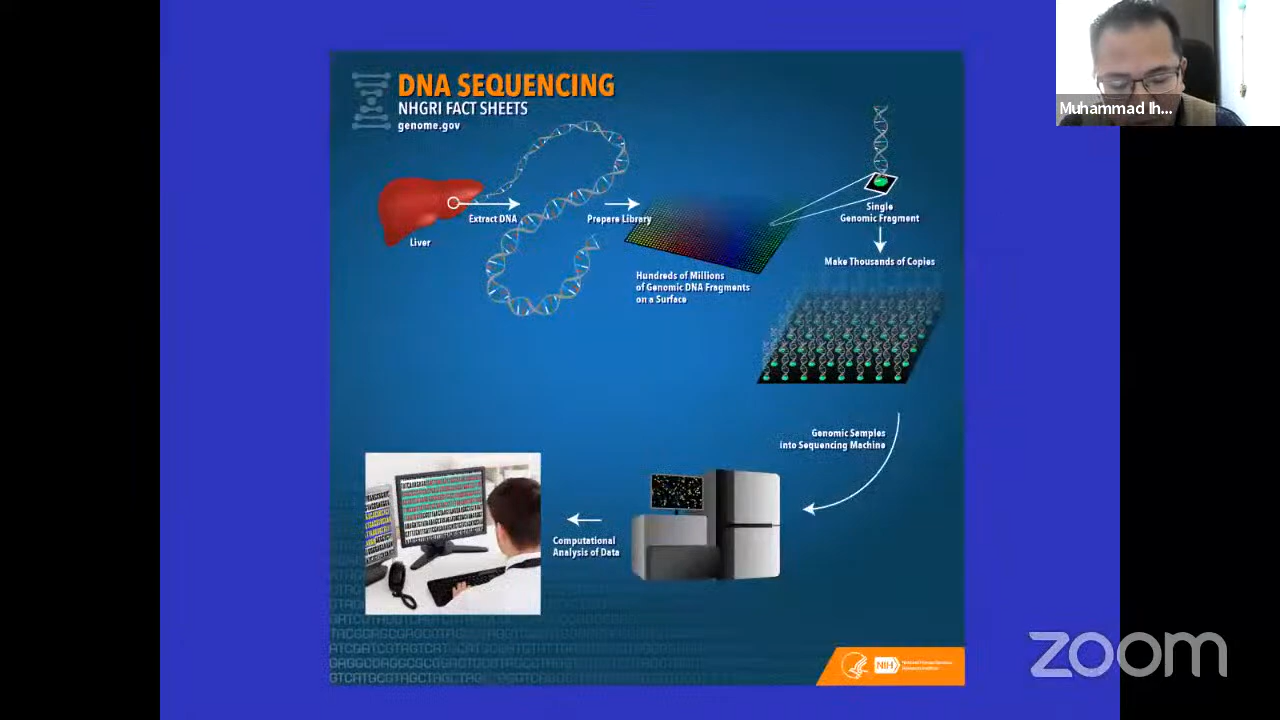 DNA SEQUENCING
NHGRI FACT SHEETS
genome.gov
Muhammad Ih...
Extract DNA
Prepare Library
Liver
Single
Genomic Fragment
Make Thousands of Copies
Hundreds of Millions
of Genomic DNA Fragments
on a Surface
Genomic Samples
into Sequencing Machine
Computational
Analysis of Data
NIH
zoom